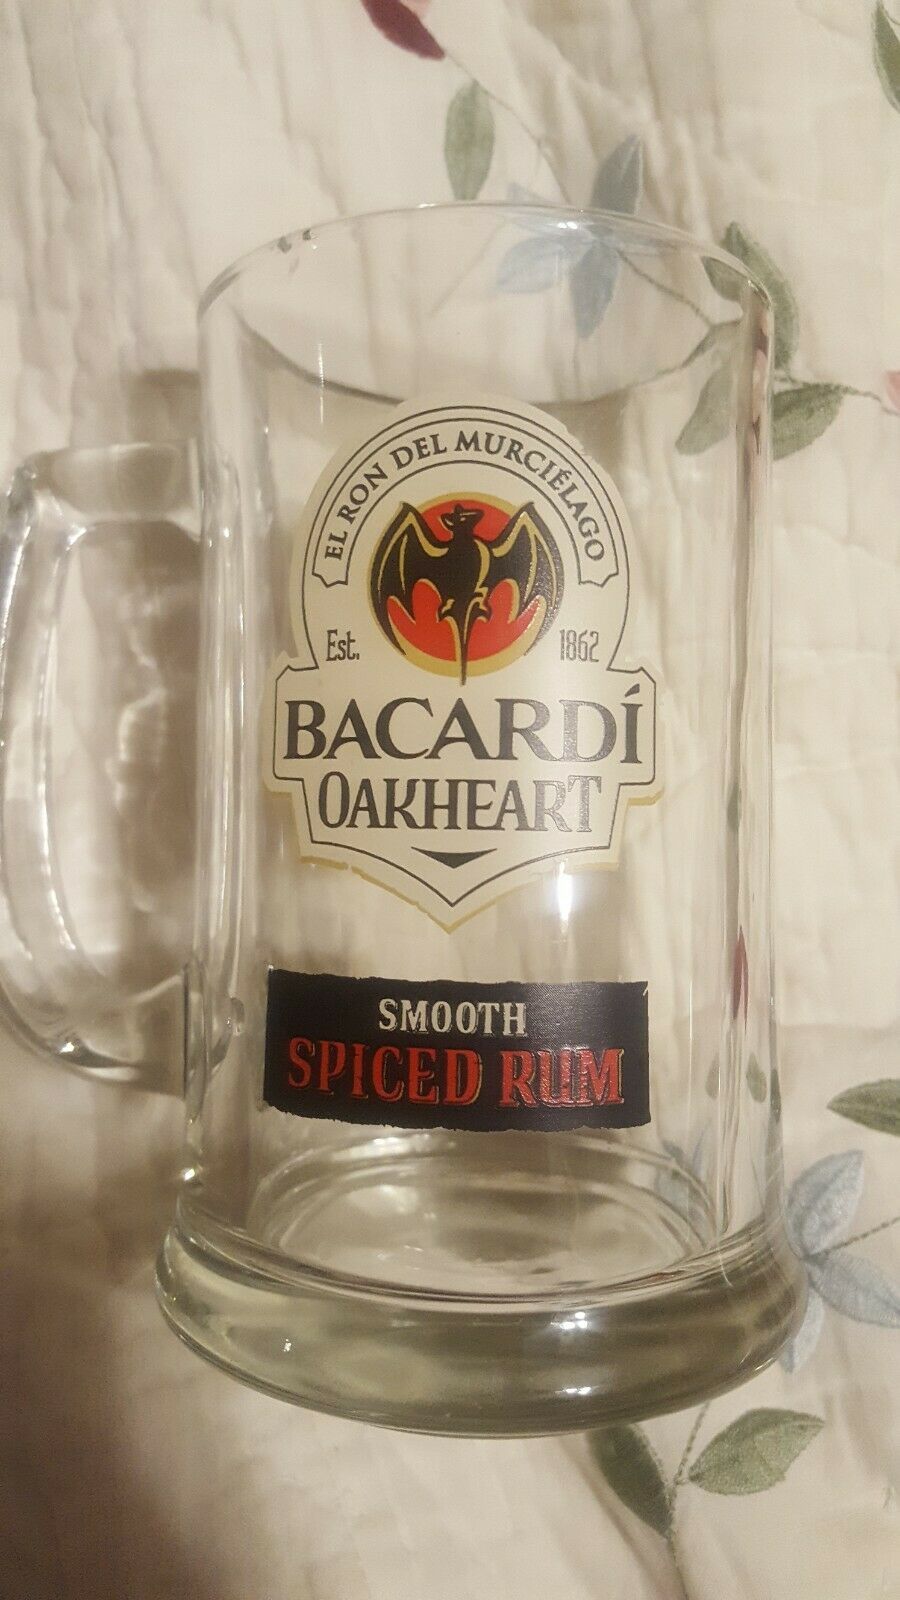 EL RON DEL MURCIÉLAGO
Est. 1862
BACARDÍ
OAKHEART
SMOOTH
SPICED RUM